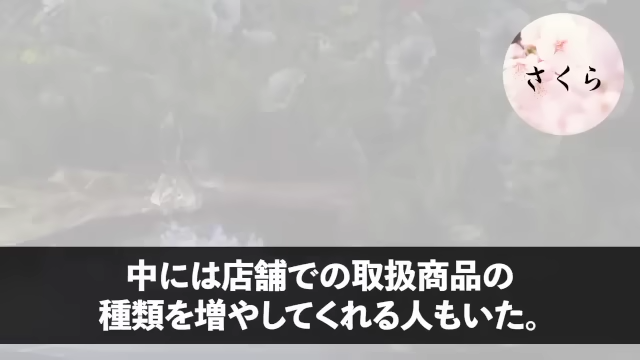 さくら
中には店舗での取扱商品の
種類を増やしてくれる人もいた。